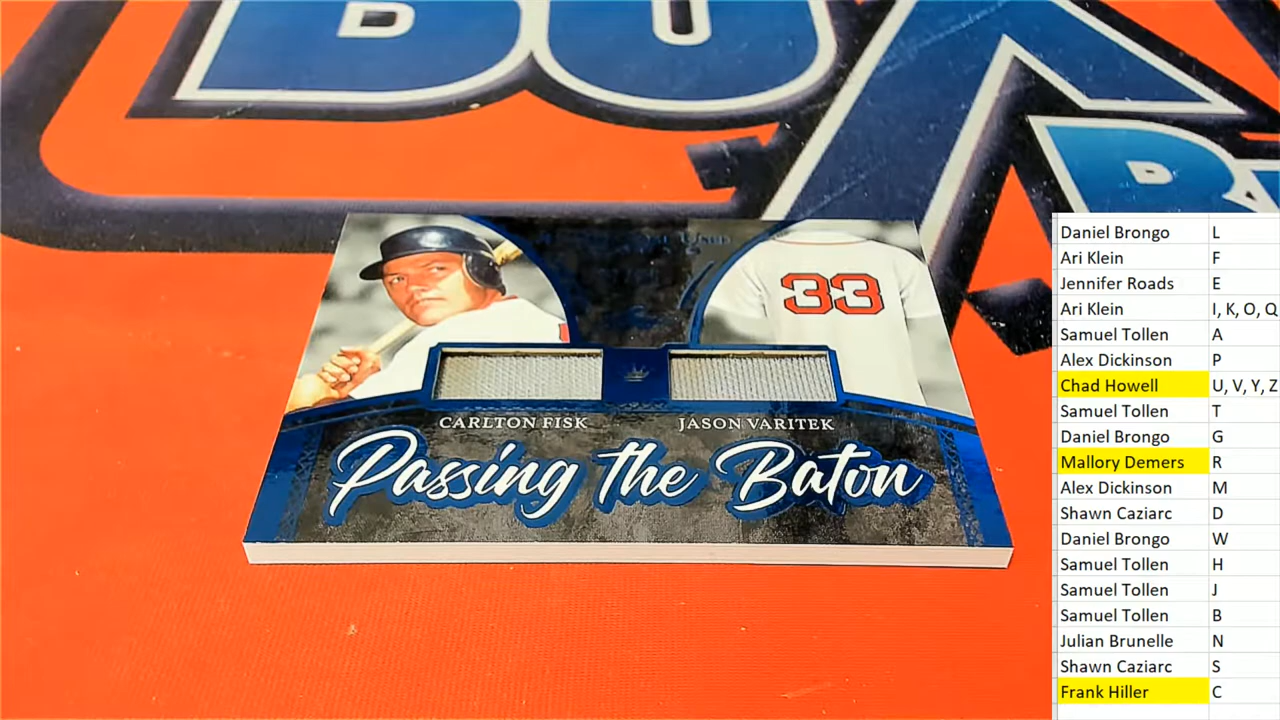 33
CARLTON FISK
JASON VARITEK
Passing the Baton
Daniel Brongo L
Ari Klein F
Jennifer Roads E
Ari Klein I, K, O, Q
Samuel Tollen A
Alex Dickinson P
Chad Howell U, V, Y, Z
Samuel Tollen T
Daniel Brongo G
Mallory Demers R
Alex Dickinson M
Shawn Caziarc D
Daniel Brongo W
Samuel Tollen H
Samuel Tollen J
Samuel Tollen B
Julian Brunelle N
Shawn Caziarc S
Frank Hiller C